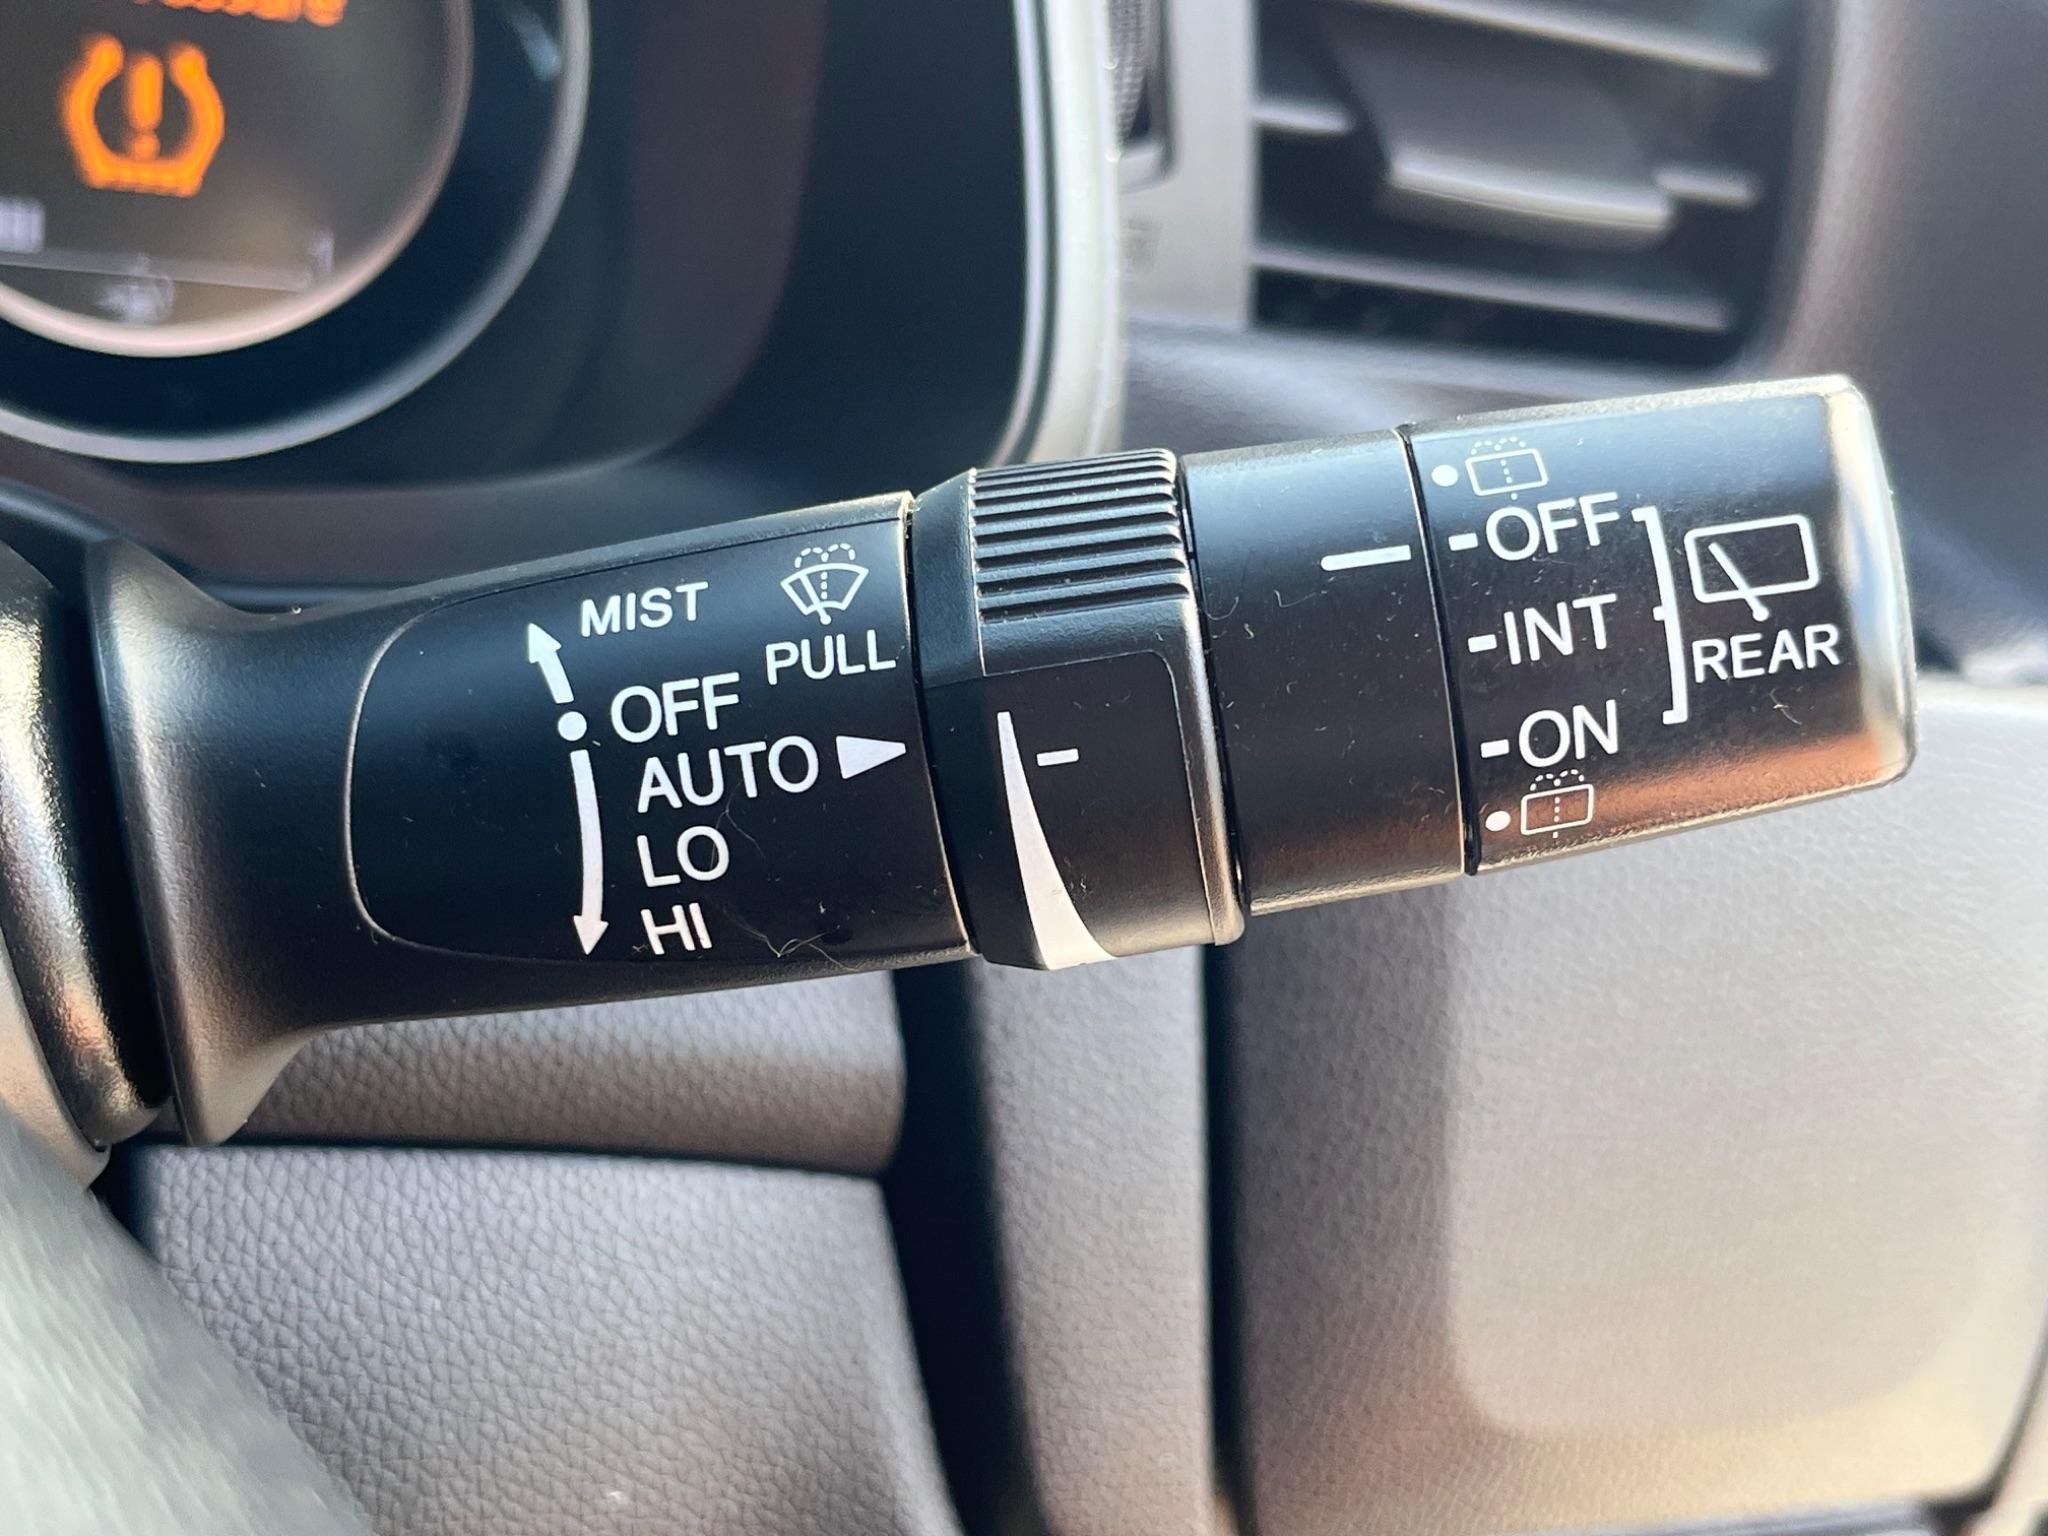 MIST
PULL
OFF
AUTO
LO
HI
-OFF
-INT
-ON
REAR